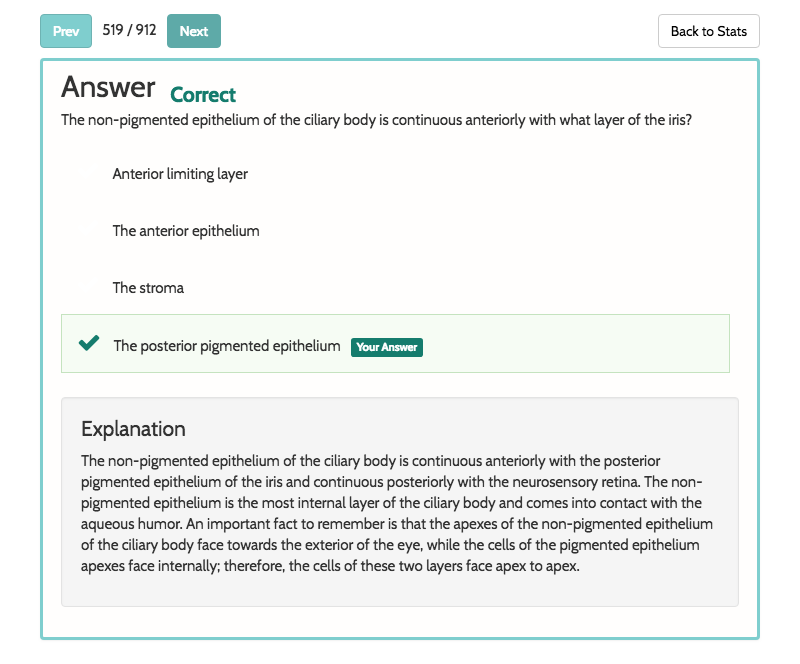 Prev 519 / 912 Next Back to Stats
Answer Correct
The non-pigmented epithelium of the ciliary body is continuous anteriorly with what layer of the iris?
Anterior limiting layer
The anterior epithelium
The stroma
The posterior pigmented epithelium Your Answer
Explanation
The non-pigmented epithelium of the ciliary body is continuous anteriorly with the posterior
pigmented epithelium of the iris and continuous posteriorly with the neurosensory retina. The non-
pigmented epithelium is the most internal layer of the ciliary body and comes into contact with the
aqueous humor. An important fact to remember is that the apexes of the non-pigmented epithelium
of the ciliary body face towards the exterior of the eye, while the cells of the pigmented epithelium
apexes face internally; therefore, the cells of these two layers face apex to apex.